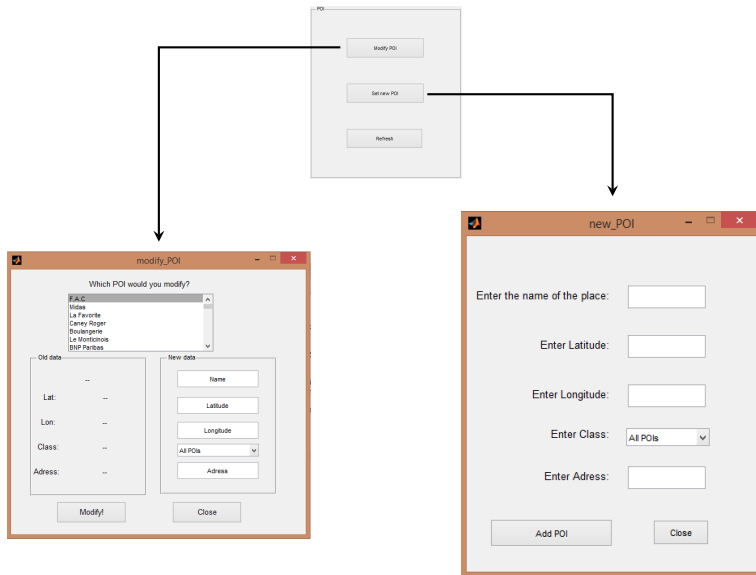 POI
Modify POI
Set new POI
Refresh
modify_POI
Which POI would you modify?
F.A.C
Midas
La Favorite
Caney Roger
Boulangerie
Le Monticinois
BNP Paribas
Old data
--
Lat: --
Lon: --
Class: --
Adress: --
New data
Name
Latitude
Longitude
All POIs
Adress
Modify!
Close
new_POI
Enter the name of the place:
Enter Latitude:
Enter Longitude:
Enter Class: All POIs
Enter Adress:
Add POI
Close